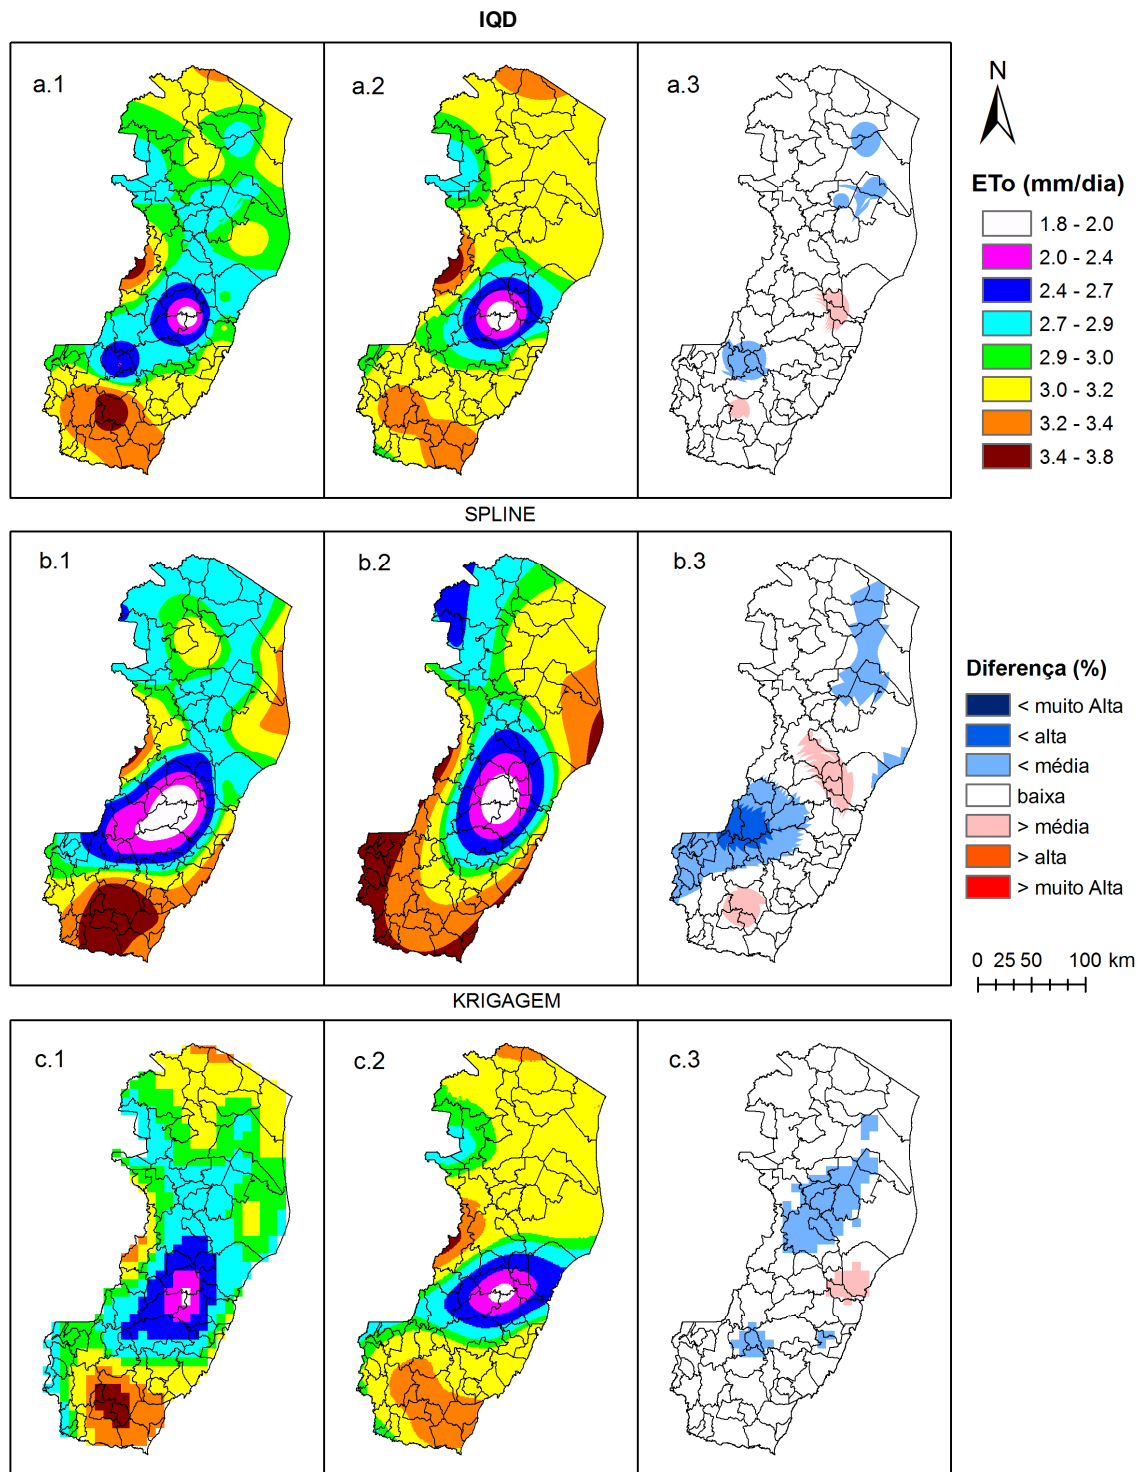 IQD
a.1
a.2
a.3
N
ETo (mm/dia)
1.8 - 2.0
2.0 - 2.4
2.4 - 2.7
2.7 - 2.9
2.9 - 3.0
3.0 - 3.2
3.2 - 3.4
3.4 - 3.8
SPLINE
b.1
b.2
b.3
Diferença (%)
< muito Alta
< alta
< média
baixa
> média
> alta
> muito Alta
0 25 50 100 km
KRIGAGEM
c.1
c.2
c.3